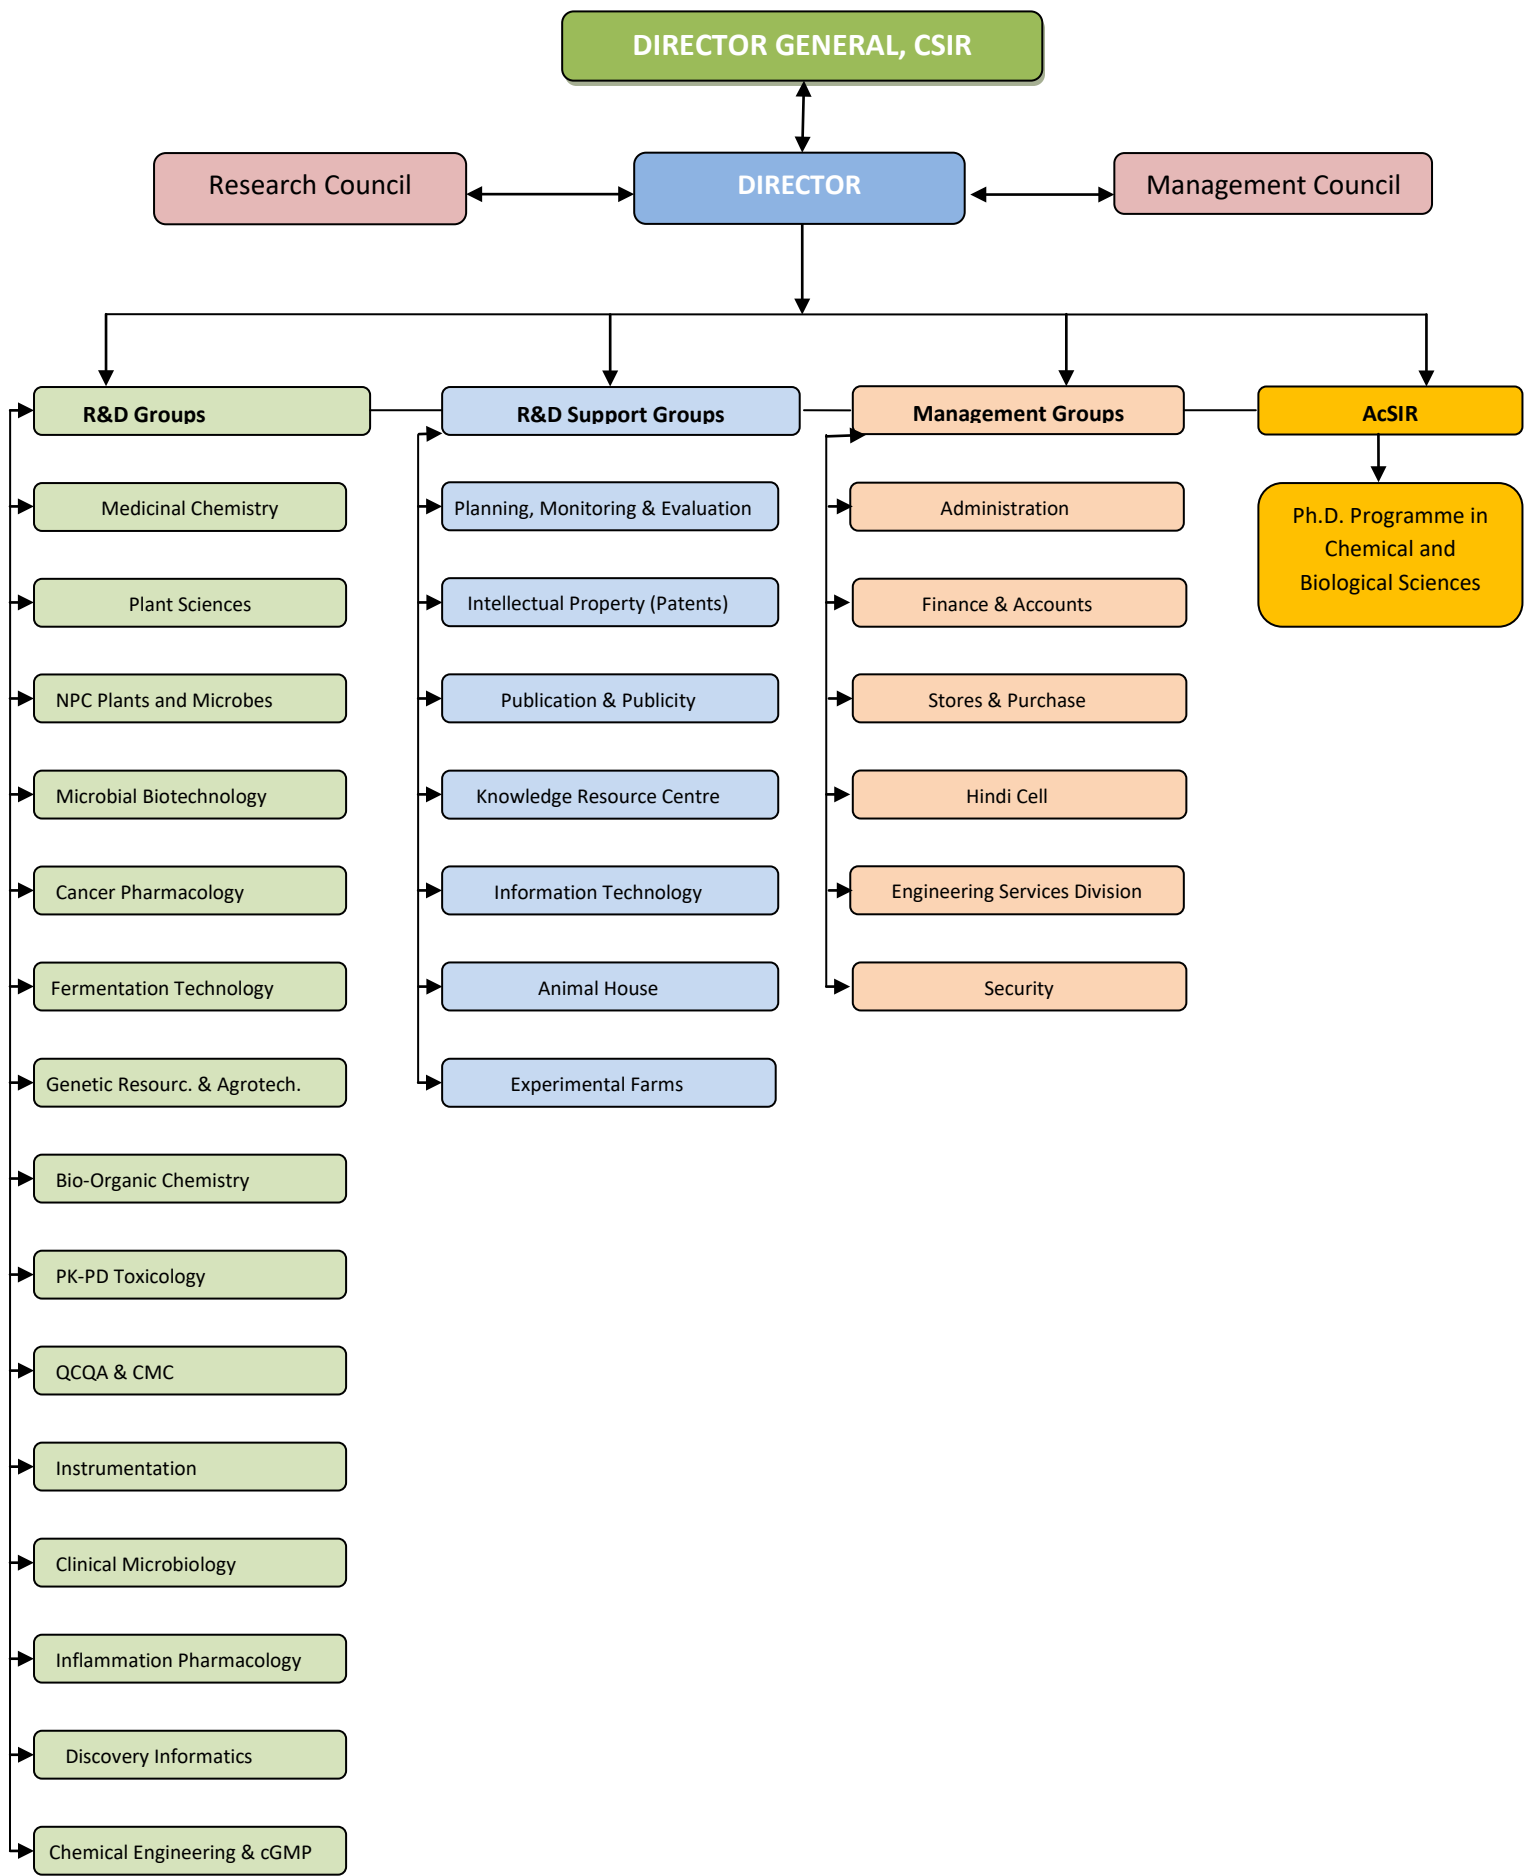 DIRECTOR GENERAL, CSIR
Research Council
DIRECTOR
Management Council
R&D Groups
R&D Support Groups
Management Groups
AcSIR
Medicinal Chemistry
Planning, Monitoring & Evaluation
Administration
Ph.D. Programme in
Chemical and
Biological Sciences
Plant Sciences
Intellectual Property (Patents)
Finance & Accounts
NPC Plants and Microbes
Publication & Publicity
Stores & Purchase
Microbial Biotechnology
Knowledge Resource Centre
Hindi Cell
Cancer Pharmacology
Information Technology
Engineering Services Division
Fermentation Technology
Animal House
Security
Genetic Resourc. & Agrotech.
Experimental Farms
Bio-Organic Chemistry
PK-PD Toxicology
QCQA & CMC
Instrumentation
Clinical Microbiology
Inflammation Pharmacology
Discovery Informatics
Chemical Engineering & cGMP